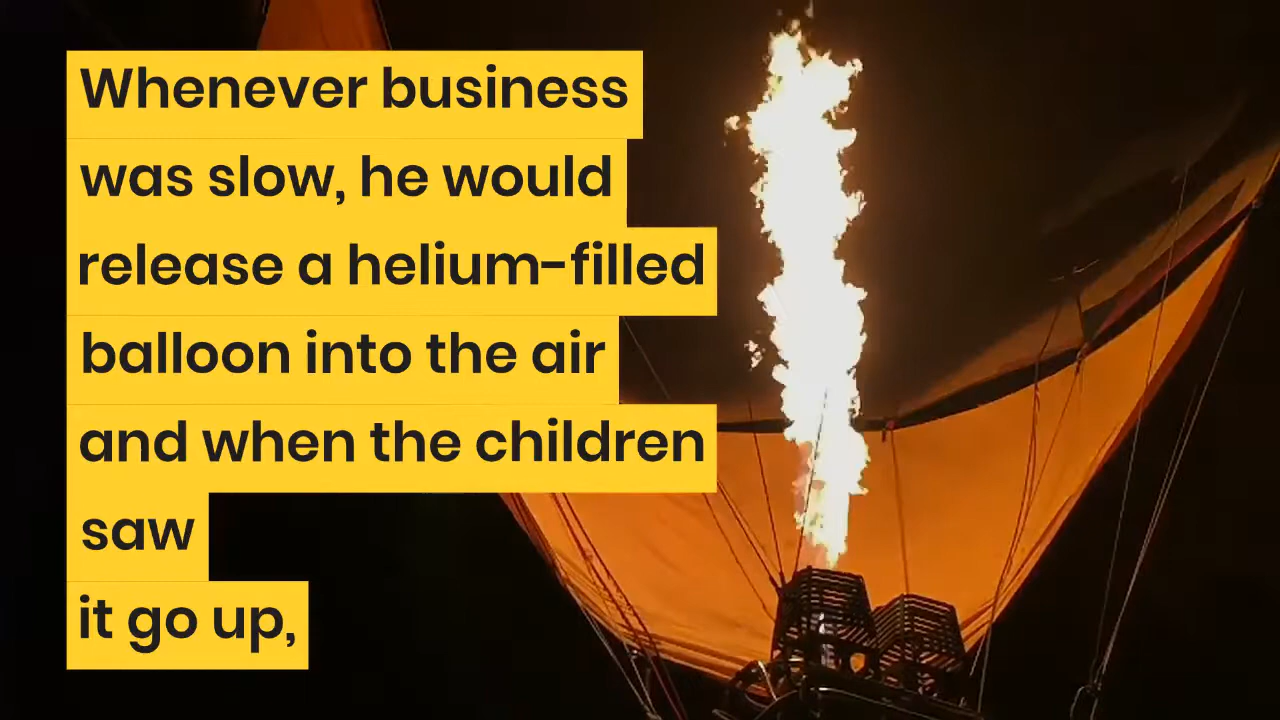 Whenever business
was slow, he would
release a helium-filled
balloon into the air
and when the children
saw
it go up,